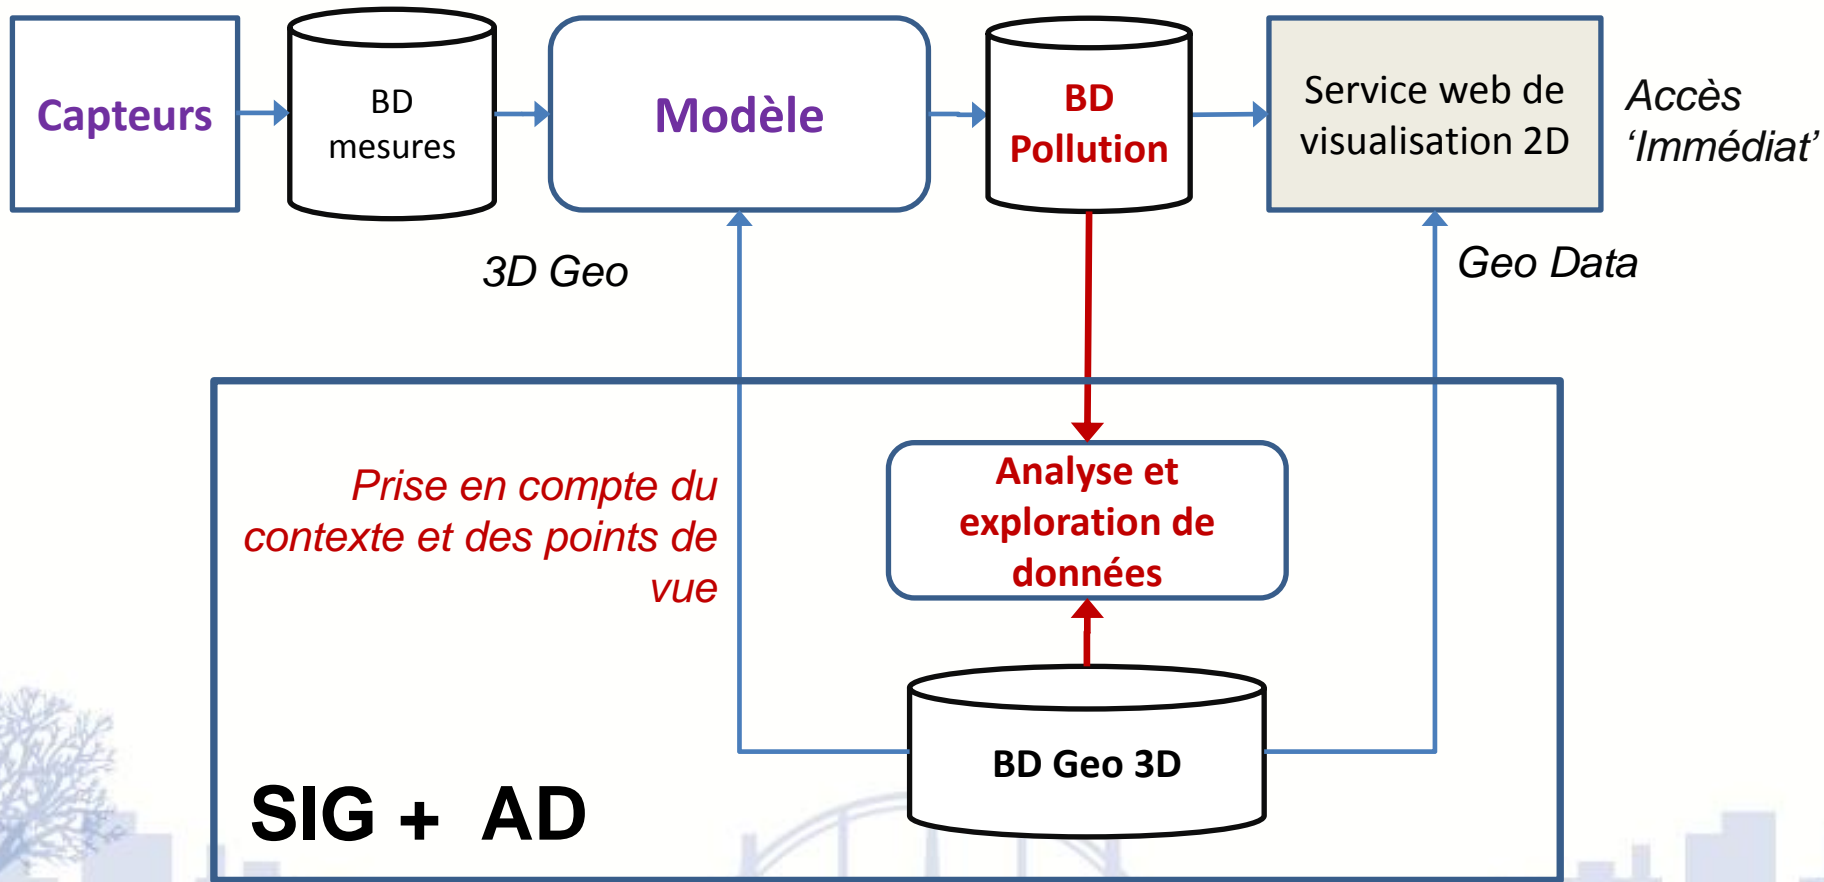 Capteurs
BD
mesures
Modèle
BD
Pollution
Service web de
visualisation 2D
Accès
‘Immédiat’
3D Geo
Geo Data
Prise en compte du
contexte et des points de
vue
Analyse et
exploration de
données
BD Geo 3D
SIG + AD